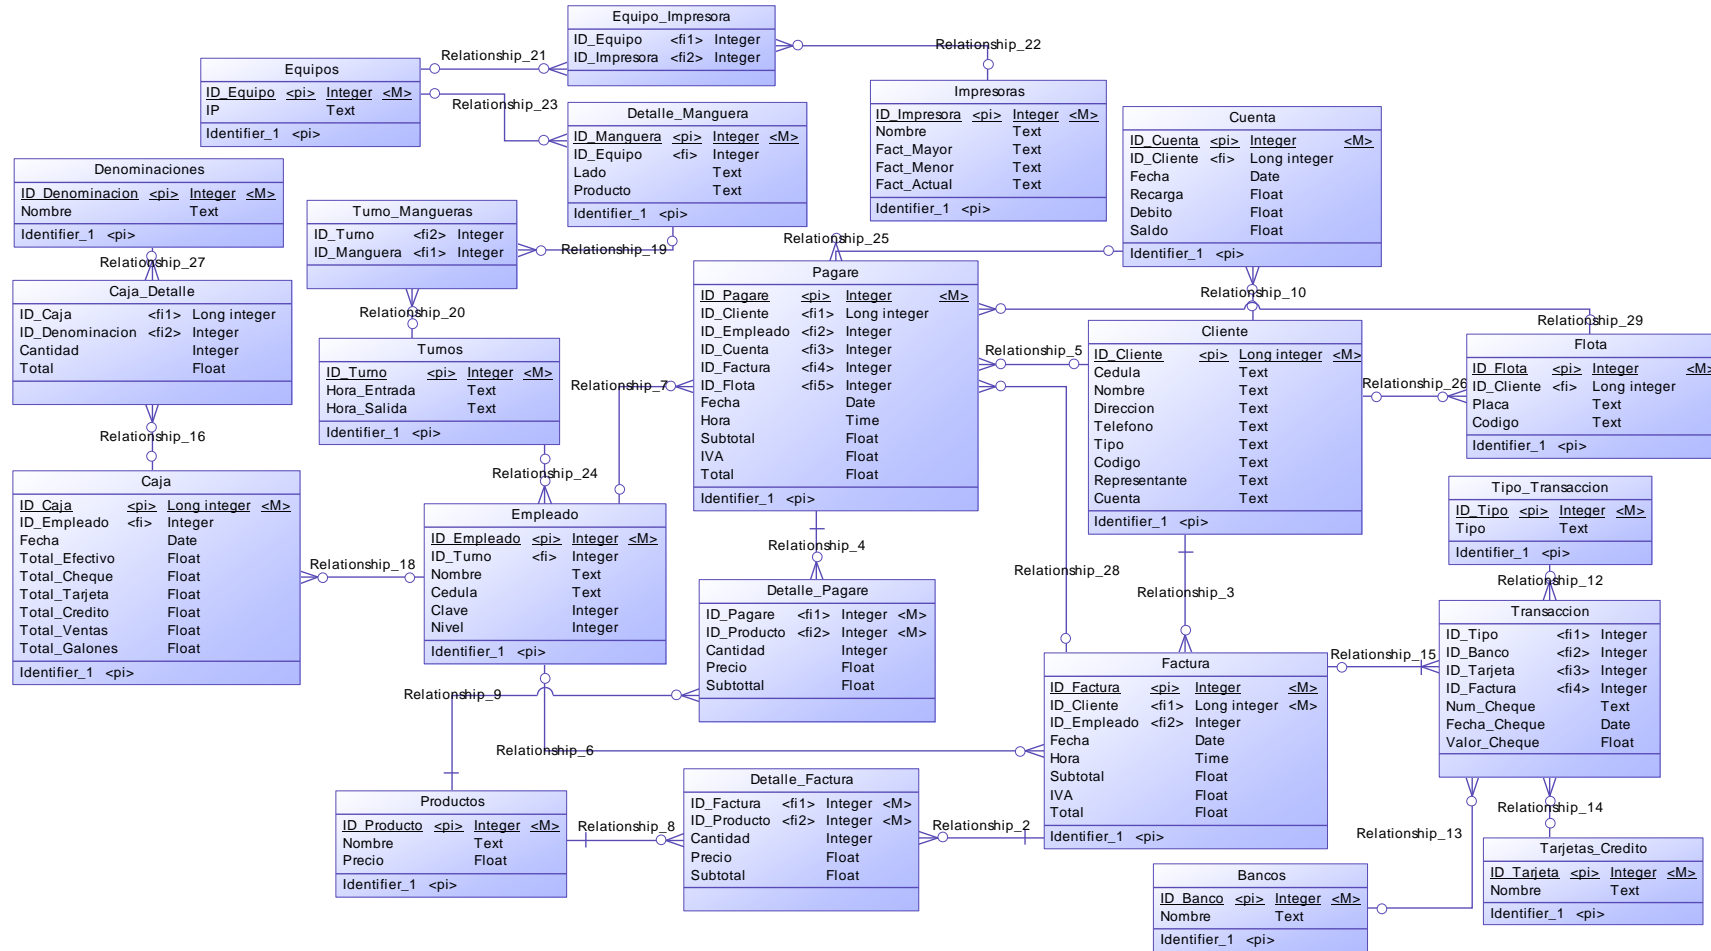 Equipo_Impresora
ID_Equipo <fi1> Integer
ID_Impresora <fi2> Integer
Relationship_21
Relationship_22
Equipos
ID_Equipo <pi> Integer <M>
IP Text
Identifier_1 <pi>
Relationship_23
Detalle_Manguera
ID_Manguera <pi> Integer <M>
ID_Equipo <fi> Integer
Lado Text
Producto Text
Identifier_1 <pi>
Impresoras
ID_Impresora <pi> Integer <M>
Nombre Text
Fact_Mayor Text
Fact_Menor Text
Fact_Actual Text
Identifier_1 <pi>
Cuenta
ID_Cuenta <pi> Integer <M>
ID_Cliente <fi> Long integer
Fecha Date
Recarga Float
Debito Float
Saldo Float
Identifier_1 <pi>
Denominaciones
ID_Denominacion <pi> Integer <M>
Nombre Text
Identifier_1 <pi>
Relationship_27
Turno_Mangueras
ID_Turno <fi2> Integer
ID_Manguera <fi1> Integer
Relationship_19
Relationship_25
Relationship_20
Relationship_10
Caja_Detalle
ID_Caja <fi1> Long integer
ID_Denominacion <fi2> Integer
Cantidad Integer
Total Float
Relationship_16
Turnos
ID_Turno <pi> Integer <M>
Hora_Entrada Text
Hora_Salida Text
Identifier_1 <pi>
Relationship_24
Pagare
ID_Pagare <pi> Integer <M>
ID_Cliente <fi1> Long integer
ID_Empleado <fi2> Integer
ID_Cuenta <fi3> Integer
ID_Factura <fi4> Integer
ID_Flota <fi5> Integer
Fecha Date
Hora Time
Subtotal Float
IVA Float
Total Float
Identifier_1 <pi>
Relationship_7
Relationship_5
Relationship_29
Cliente
ID_Cliente <pi> Long integer <M>
Cedula Text
Nombre Text
Direccion Text
Telefono Text
Tipo Text
Codigo Text
Representante Text
Cuenta Text
Identifier_1 <pi>
Relationship_26
Flota
ID_Flota <pi> Integer <M>
ID_Cliente <fi> Long integer
Placa Text
Codigo Text
Identifier_1 <pi>
Caja
ID_Caja <pi> Long integer <M>
ID_Empleado <fi> Integer
Fecha Date
Total_Efectivo Float
Total_Cheque Float
Total_Tarjeta Float
Total_Credito Float
Total_Ventas Float
Total_Galones Float
Identifier_1 <pi>
Relationship_18
Empleado
ID_Empleado <pi> Integer <M>
ID_Turno <fi> Integer
Nombre Text
Cedula Text
Clave Integer
Nivel Integer
Identifier_1 <pi>
Relationship_4
Relationship_28
Relationship_3
Tipo_Transaccion
ID_Tipo <pi> Integer <M>
Tipo Text
Identifier_1 <pi>
Relationship_12
Detalle_Pagare
ID_Pagare <fi1> Integer <M>
ID_Producto <fi2> Integer <M>
Cantidad Integer
Precio Float
Subtottal Float
Relationship_9
Relationship_6
Factura
ID_Factura <pi> Integer <M>
ID_Cliente <fi1> Long integer <M>
ID_Empleado <fi2> Integer
Fecha Date
Hora Time
Subtotal Float
IVA Float
Total Float
Identifier_1 <pi>
Relationship_15
Transaccion
ID_Tipo <fi1> Integer
ID_Banco <fi2> Integer
ID_Tarjeta <fi3> Integer
ID_Factura <fi4> Integer
Num_Cheque Text
Fecha_Cheque Date
Valor_Cheque Float
Relationship_14
Relationship_13
Productos
ID_Producto <pi> Integer <M>
Nombre Text
Precio Float
Identifier_1 <pi>
Relationship_8
Detalle_Factura
ID_Factura <fi1> Integer <M>
ID_Producto <fi2> Integer <M>
Cantidad Integer
Precio Float
Subtotal Float
Relationship_2
Bancos
ID_Banco <pi> Integer <M>
Nombre Text
Identifier_1 <pi>
Tarjetas_Credito
ID_Tarjeta <pi> Integer <M>
Nombre Text
Identifier_1 <pi>